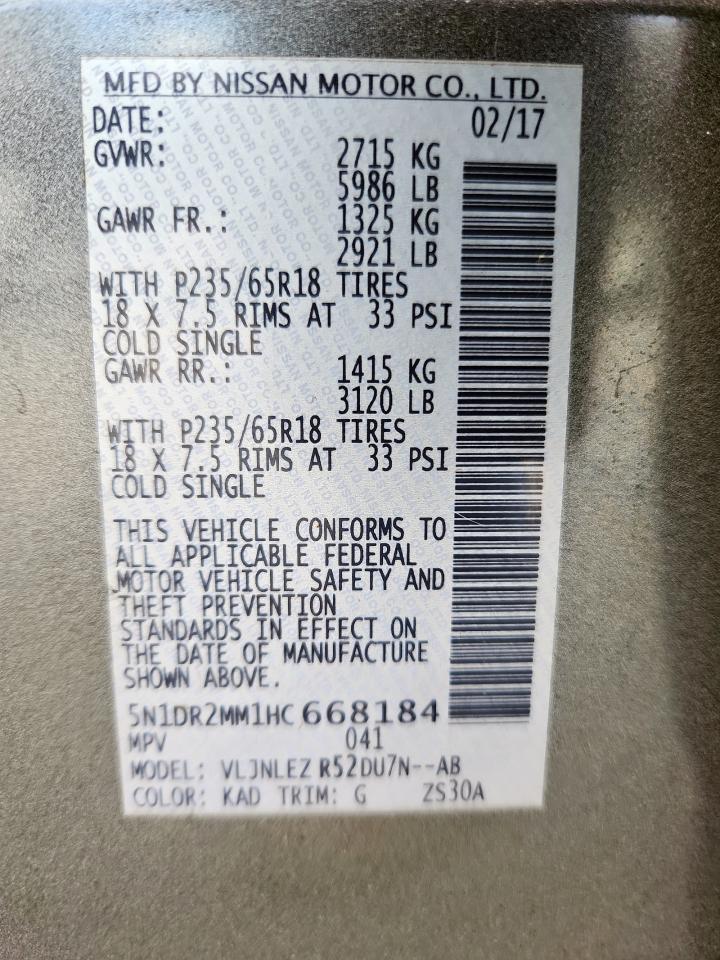 MFD BY NISSAN MOTOR CO., LTD.
DATE: 02/17
GVWR: 2715 KG
5986 LB
GAWR FR.: 1325 KG
2921 LB
WITH P235/65R18 TIRES
18 X 7.5 RIMS AT 33 PSI
COLD SINGLE
GAWR RR.: 1415 KG
3120 LB
WITH P235/65R18 TIRES
18 X 7.5 RIMS AT 33 PSI
COLD SINGLE
THIS VEHICLE CONFORMS TO
ALL APPLICABLE FEDERAL
MOTOR VEHICLE SAFETY AND
THEFT PREVENTION
STANDARDS IN EFFECT ON
THE DATE OF MANUFACTURE
SHOWN ABOVE.
5N1DR2MM1HC 668184
MPV 041
MODEL: VLJNLEZ R52DU7N--AB
COLOR: KAD TRIM: G ZS30A